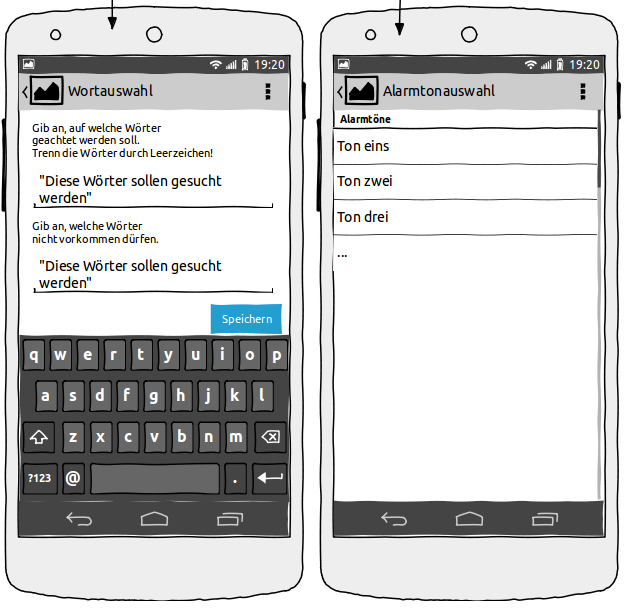 19:20
Wortauswahl
Gib an, auf welche Wörter
geachtet werden soll.
Trenn die Wörter durch Leerzeichen!
"Diese Wörter sollen gesucht
werden"
Gib an, welche Wörter
nicht vorkommen dürfen.
"Diese Wörter sollen gesucht
werden"
Speichern
q w e r t y u i o p
a s d f g h j k l
z x c v b n m
?123 @ .
19:20
Alarmtonauswahl
Alarmtöne
Ton eins
Ton zwei
Ton drei
...